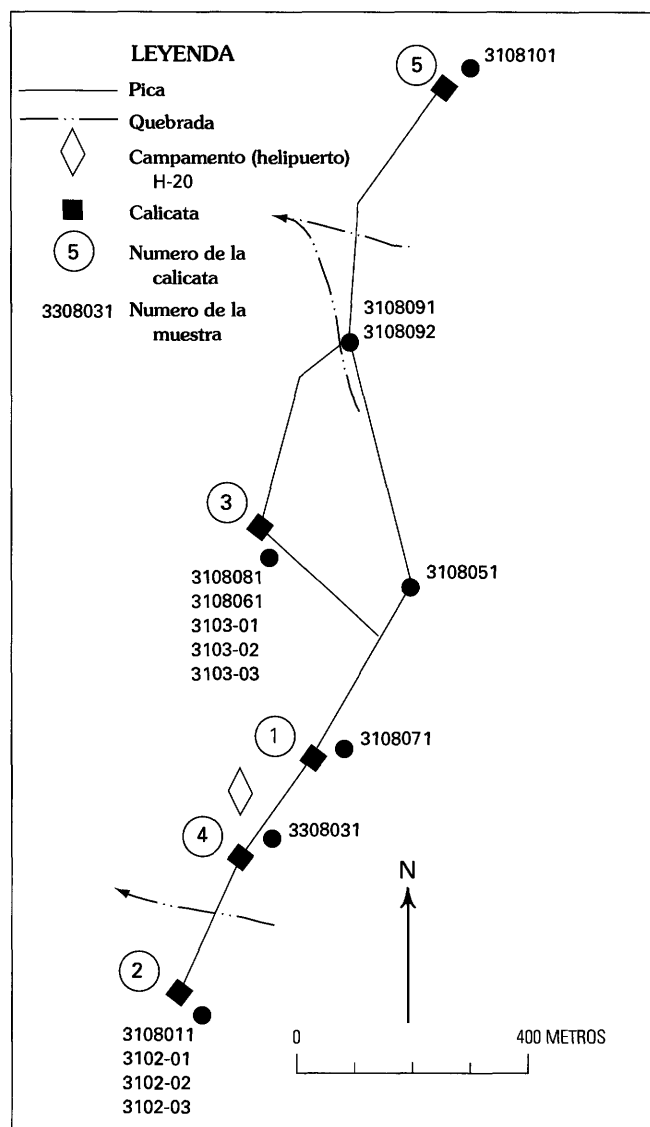 LEYENDA
Pica
Quebrada
Campamento (helipuerto)
H-20
Calicata
5
Numero de la
calicata
3308031
Numero de la
muestra
5
3108101
3108091
3108092
3
3108081
3108061
3103-01
3103-02
3103-03
3108051
1
3108071
4
3308031
2
3108011
3102-01
3102-02
3102-03
N
0
400 METROS